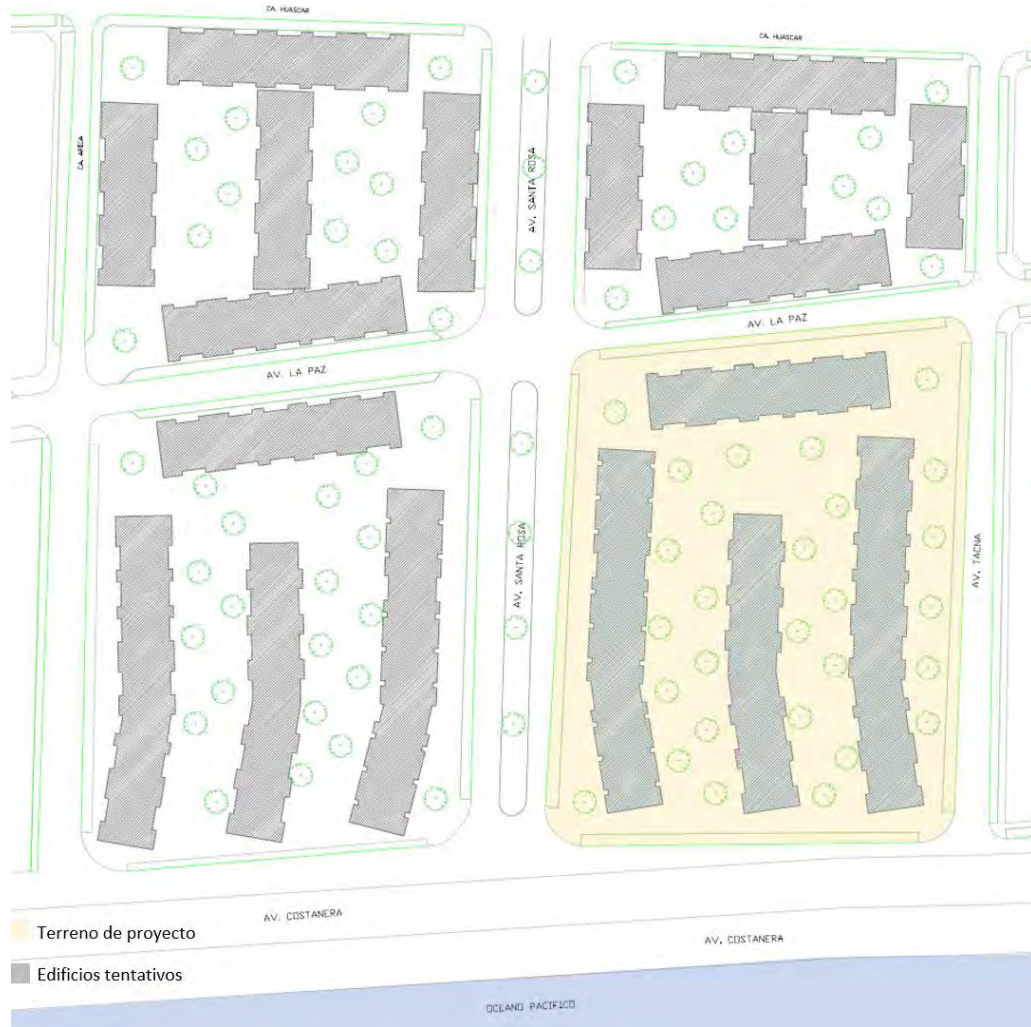 CA. HUASCAR
CA. HUASCAR
CA. ARICA
AV. SANTA ROSA
AV. LA PAZ
AV. LA PAZ
AV. SANTA ROSA
AV. TACNA
AV. COSTANERA
AV. COSTANERA
Terreno de proyecto
Edificios tentativos
OCEANO PACIFICO